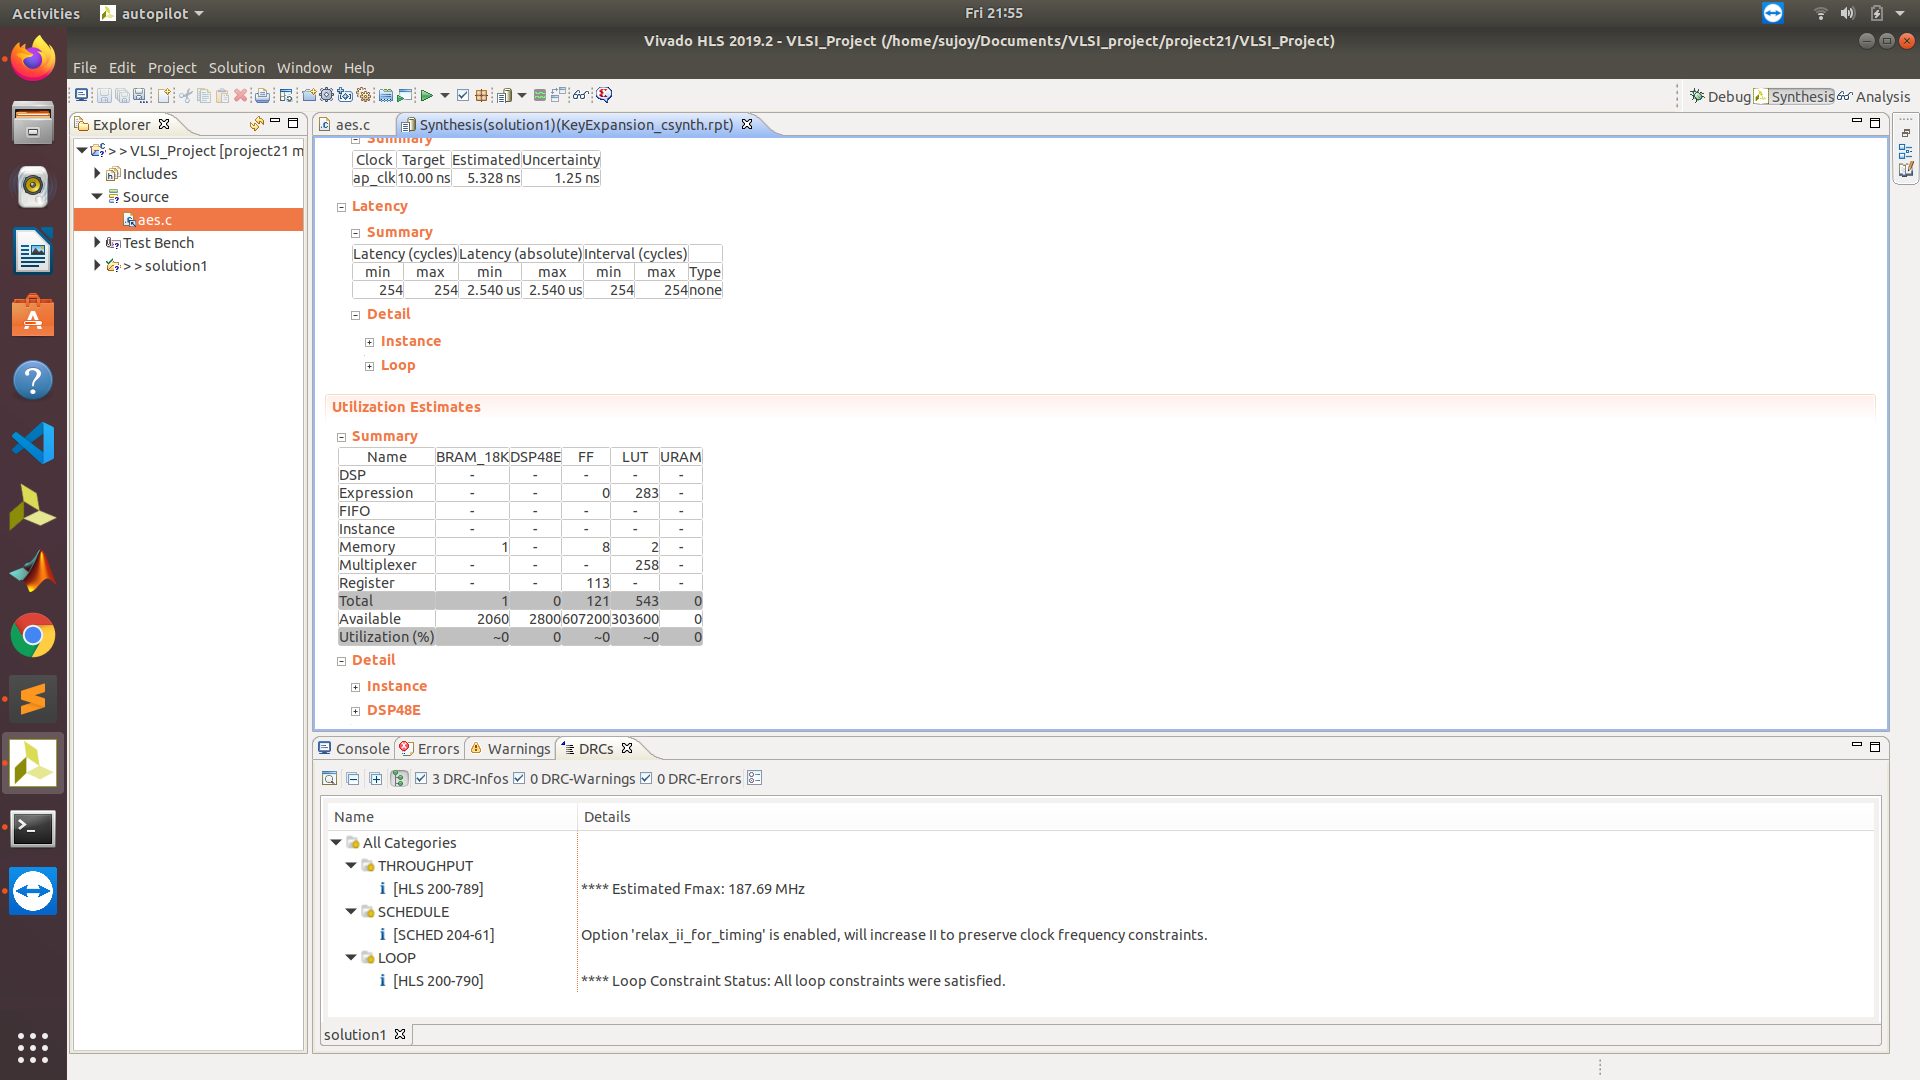 Activities autopilot Fri 21:55
Vivado HLS 2019.2 - VLSI_Project (/home/sujoy/Documents/VLSI_project/project21/VLSI_Project)
File Edit Project Solution Window Help
Debug Synthesis Analysis
Explorer
>>VLSI_Project [project21 m
Includes
Source
aes.c
Test Bench
>>solution1
aes.c Synthesis(solution1)(KeyExpansion_csynth.rpt)
Summary
Clock Target Estimated Uncertainty
ap_clk 10.00 ns 5.328 ns 1.25 ns
Latency
Summary
Latency (cycles) Latency (absolute) Interval (cycles)
min max min max min max Type
254 254 2.540 us 2.540 us 254 254 none
Detail
Instance
Loop
Utilization Estimates
Summary
Name BRAM_18K DSP48E FF LUT URAM
DSP - - - - -
Expression - - 0 283 -
FIFO - - - - -
Instance - - - - -
Memory 1 - 8 2 -
Multiplexer - - - 258 -
Register - - 113 - -
Total 1 0 121 543 0
Available 2060 2800 607200 303600 0
Utilization (%) ~0 0 ~0 ~0 0
Detail
Instance
DSP48E
Console Errors Warnings DRCs
3 DRC-Infos 0 DRC-Warnings 0 DRC-Errors
Name Details
All Categories
THROUGHPUT
[HLS 200-789] **** Estimated Fmax: 187.69 MHz
SCHEDULE
[SCHED 204-61] Option 'relax_ii_for_timing' is enabled, will increase II to preserve clock frequency constraints.
LOOP
[HLS 200-790] **** Loop Constraint Status: All loop constraints were satisfied.
solution1